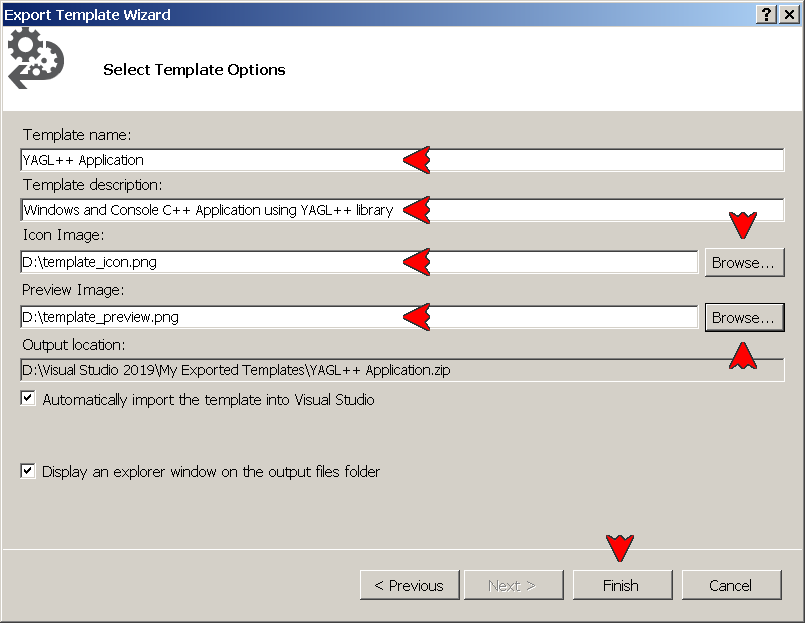 Export Template Wizard
Select Template Options
Template name:
YAGL++ Application
Template description:
Windows and Console C++ Application using YAGL++ library
Icon Image:
D:\template_icon.png
Browse...
Preview Image:
D:\template_preview.png
Browse...
Output location:
D:\Visual Studio 2019\My Exported Templates\YAGL++ Application.zip
Automatically import the template into Visual Studio
Display an explorer window on the output files folder
< Previous
Next >
Finish
Cancel